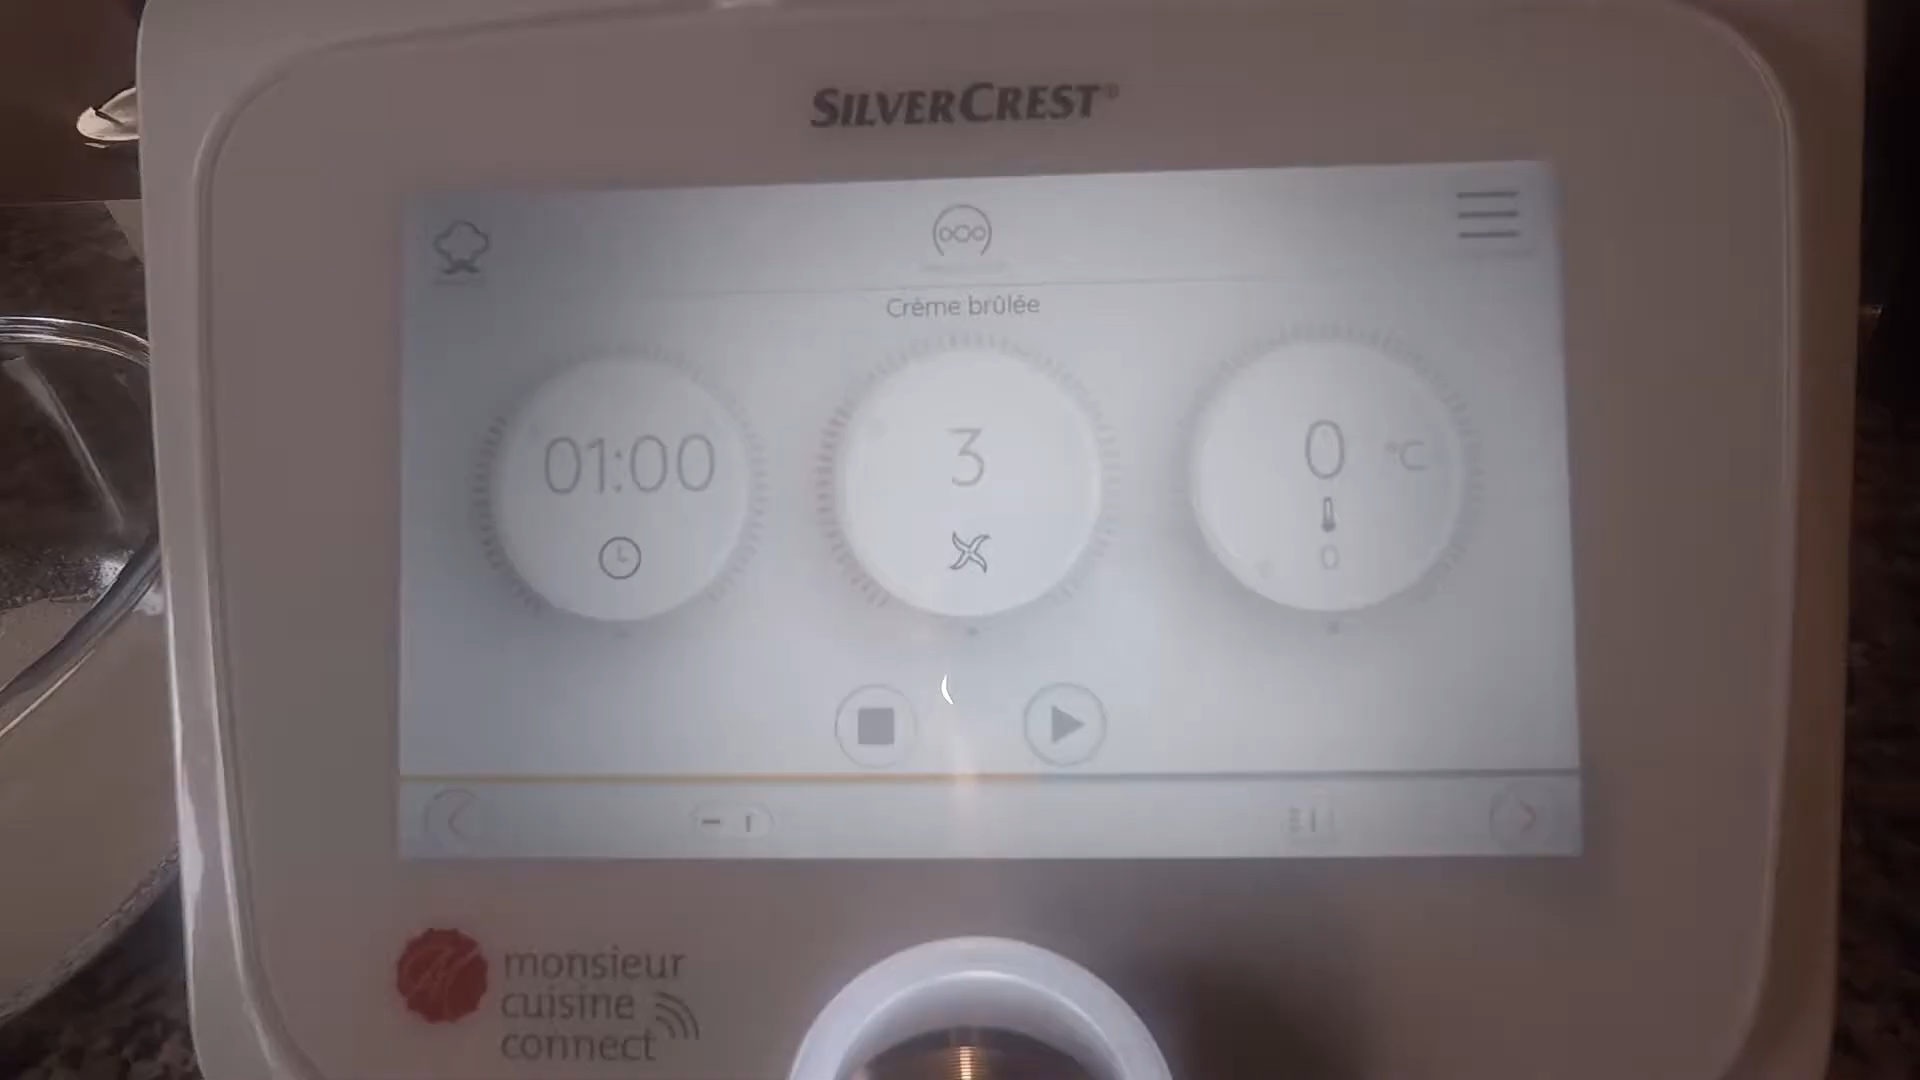 SILVERCREST®
Crème brûlée
01:00
3
0 °C
0
monsieur
cuisine
connect